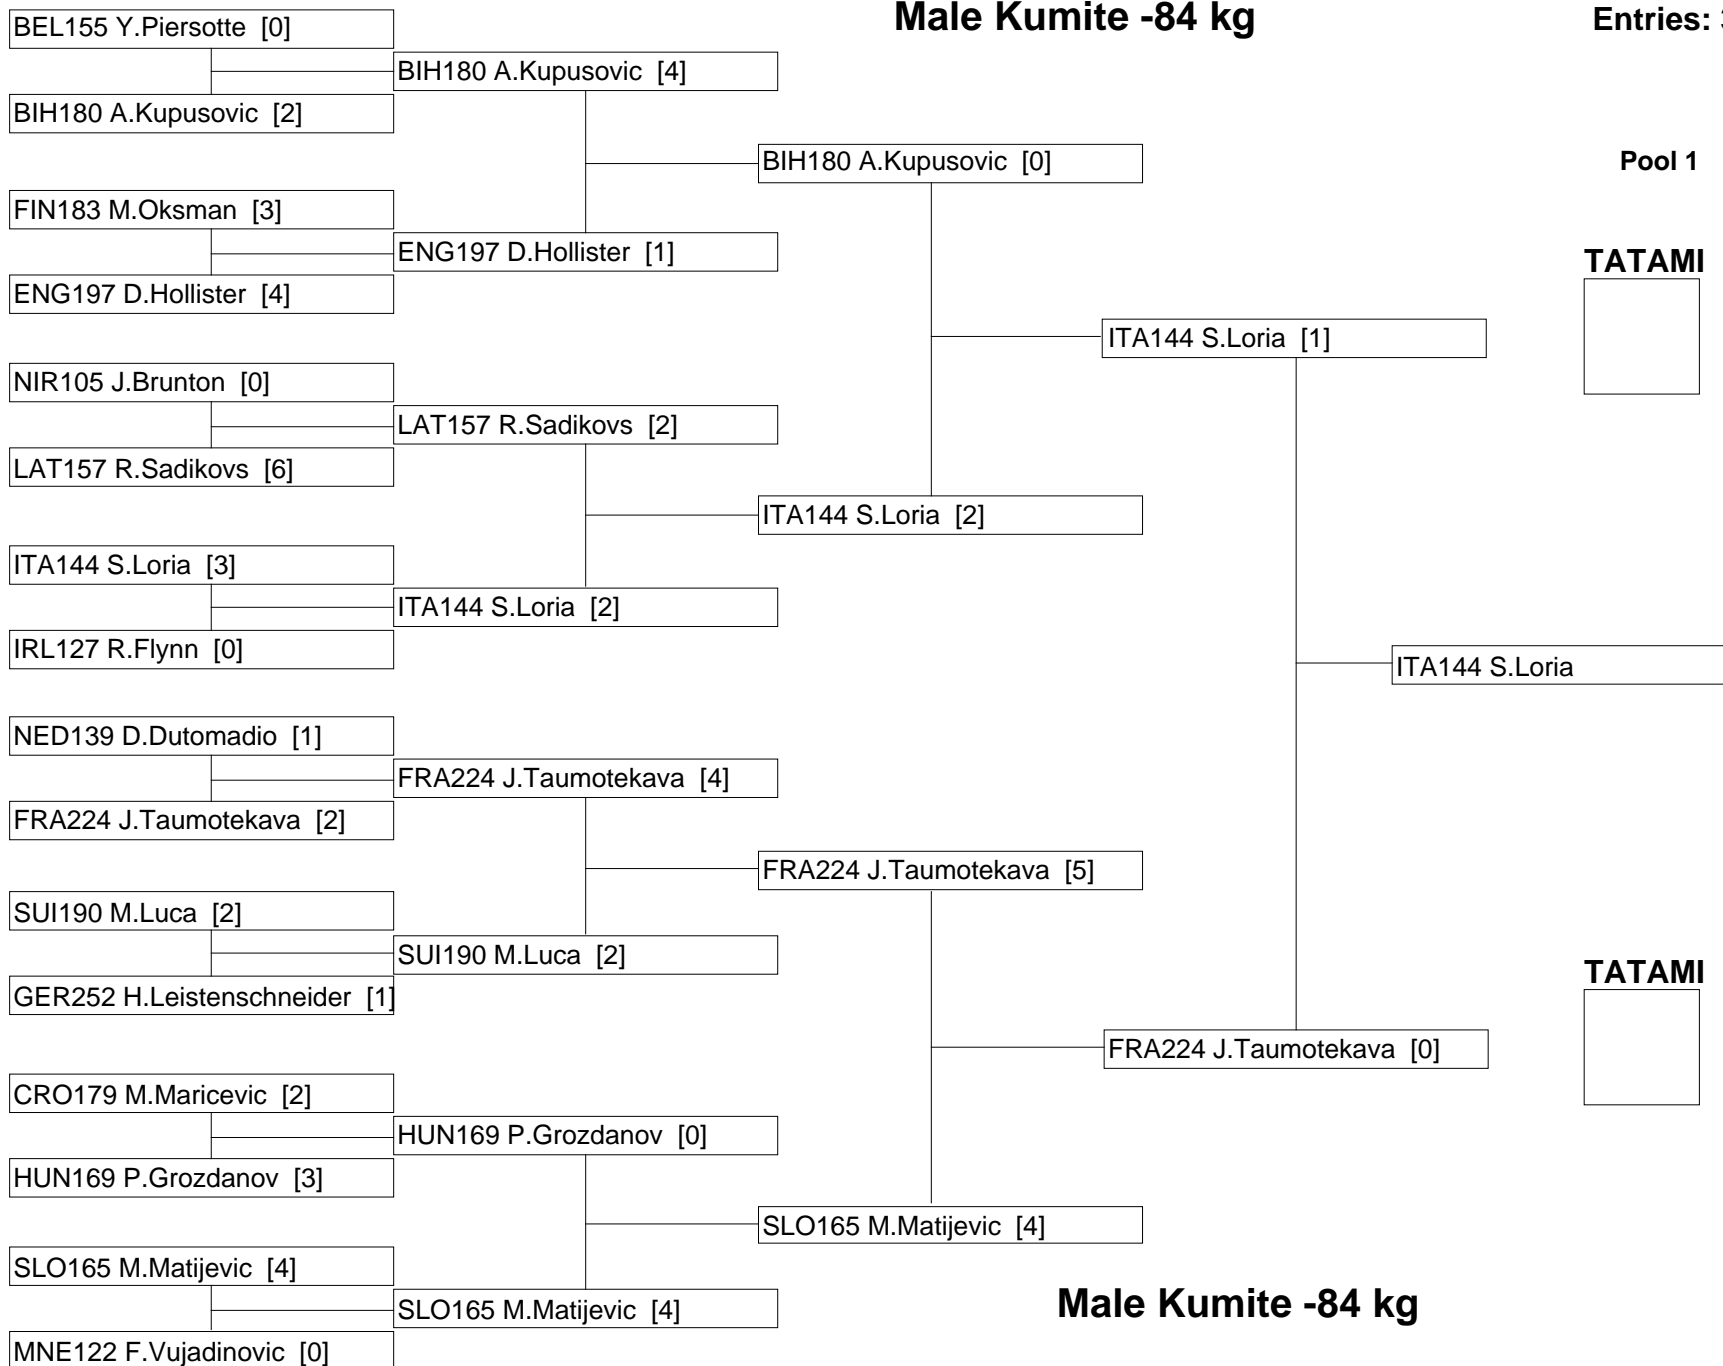 Male Kumite -84 kg
Entries: 
BEL155 Y.Piersotte [0]
BIH180 A.Kupusovic [2]
FIN183 M.Oksman [3]
ENG197 D.Hollister [4]
NIR105 J.Brunton [0]
LAT157 R.Sadikovs [6]
ITA144 S.Loria [3]
IRL127 R.Flynn [0]
NED139 D.Dutomadio [1]
FRA224 J.Taumotekava [2]
SUI190 M.Luca [2]
GER252 H.Leistenschneider [1]
CRO179 M.Maricevic [2]
HUN169 P.Grozdanov [3]
SLO165 M.Matijevic [4]
MNE122 F.Vujadinovic [0]
BIH180 A.Kupusovic [4]
ENG197 D.Hollister [1]
LAT157 R.Sadikovs [2]
ITA144 S.Loria [2]
FRA224 J.Taumotekava [4]
SUI190 M.Luca [2]
HUN169 P.Grozdanov [0]
SLO165 M.Matijevic [4]
BIH180 A.Kupusovic [0]
ITA144 S.Loria [2]
FRA224 J.Taumotekava [5]
SLO165 M.Matijevic [4]
ITA144 S.Loria [1]
FRA224 J.Taumotekava [0]
ITA144 S.Loria
Pool 1
TATAMI
TATAMI
Male Kumite -84 kg